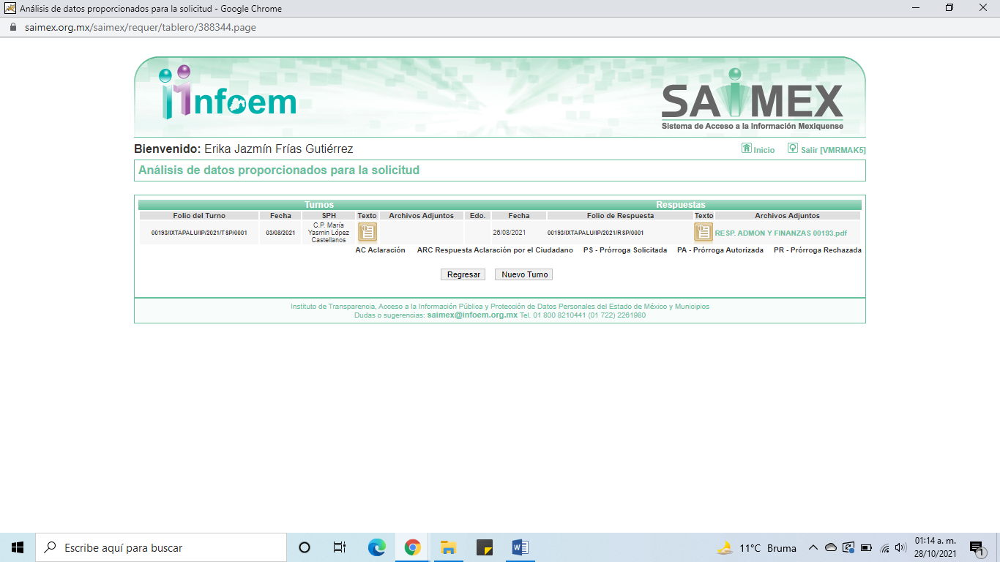 Análisis de datos proporcionados para la solicitud - Google Chrome
saimex.org.mx/saimex/requer/tablero/388344.page
infoem
SAIMEX
Sistema de Acceso a la Información Mexiquense
Bienvenido: Erika Jazmín Frías Gutiérrez
Inicio Salir [VMRMAK5]
Análisis de datos proporcionados para la solicitud
Turnos Respuestas
Folio del Turno Fecha SPH Texto Archivos Adjuntos Edo. Fecha Folio de Respuesta Texto Archivos Adjuntos
00193/IXTAPALU/IP/2021/TSP/0001 03/08/2021 C.P. María
Yasmin López
Castellanos
26/08/2021 00193/IXTAPALU/IP/2021/RSP/0001 RESP. ADMON Y FINANZAS 00193.pdf
AC Aclaración ARC Respuesta Aclaración por el Ciudadano PS - Prórroga Solicitada PA - Prórroga Autorizada PR - Prórroga Rechazada
Regresar Nuevo Turno
Instituto de Transparencia, Acceso a la Información Pública y Protección de Datos Personales del Estado de México y Municipios
Dudas o sugerencias: saimex@infoem.org.mx Tel. 01 800 8210441 (01 722) 2261980
Escribe aquí para buscar
11°C Bruma
01:14 a. m.
28/10/2021
1